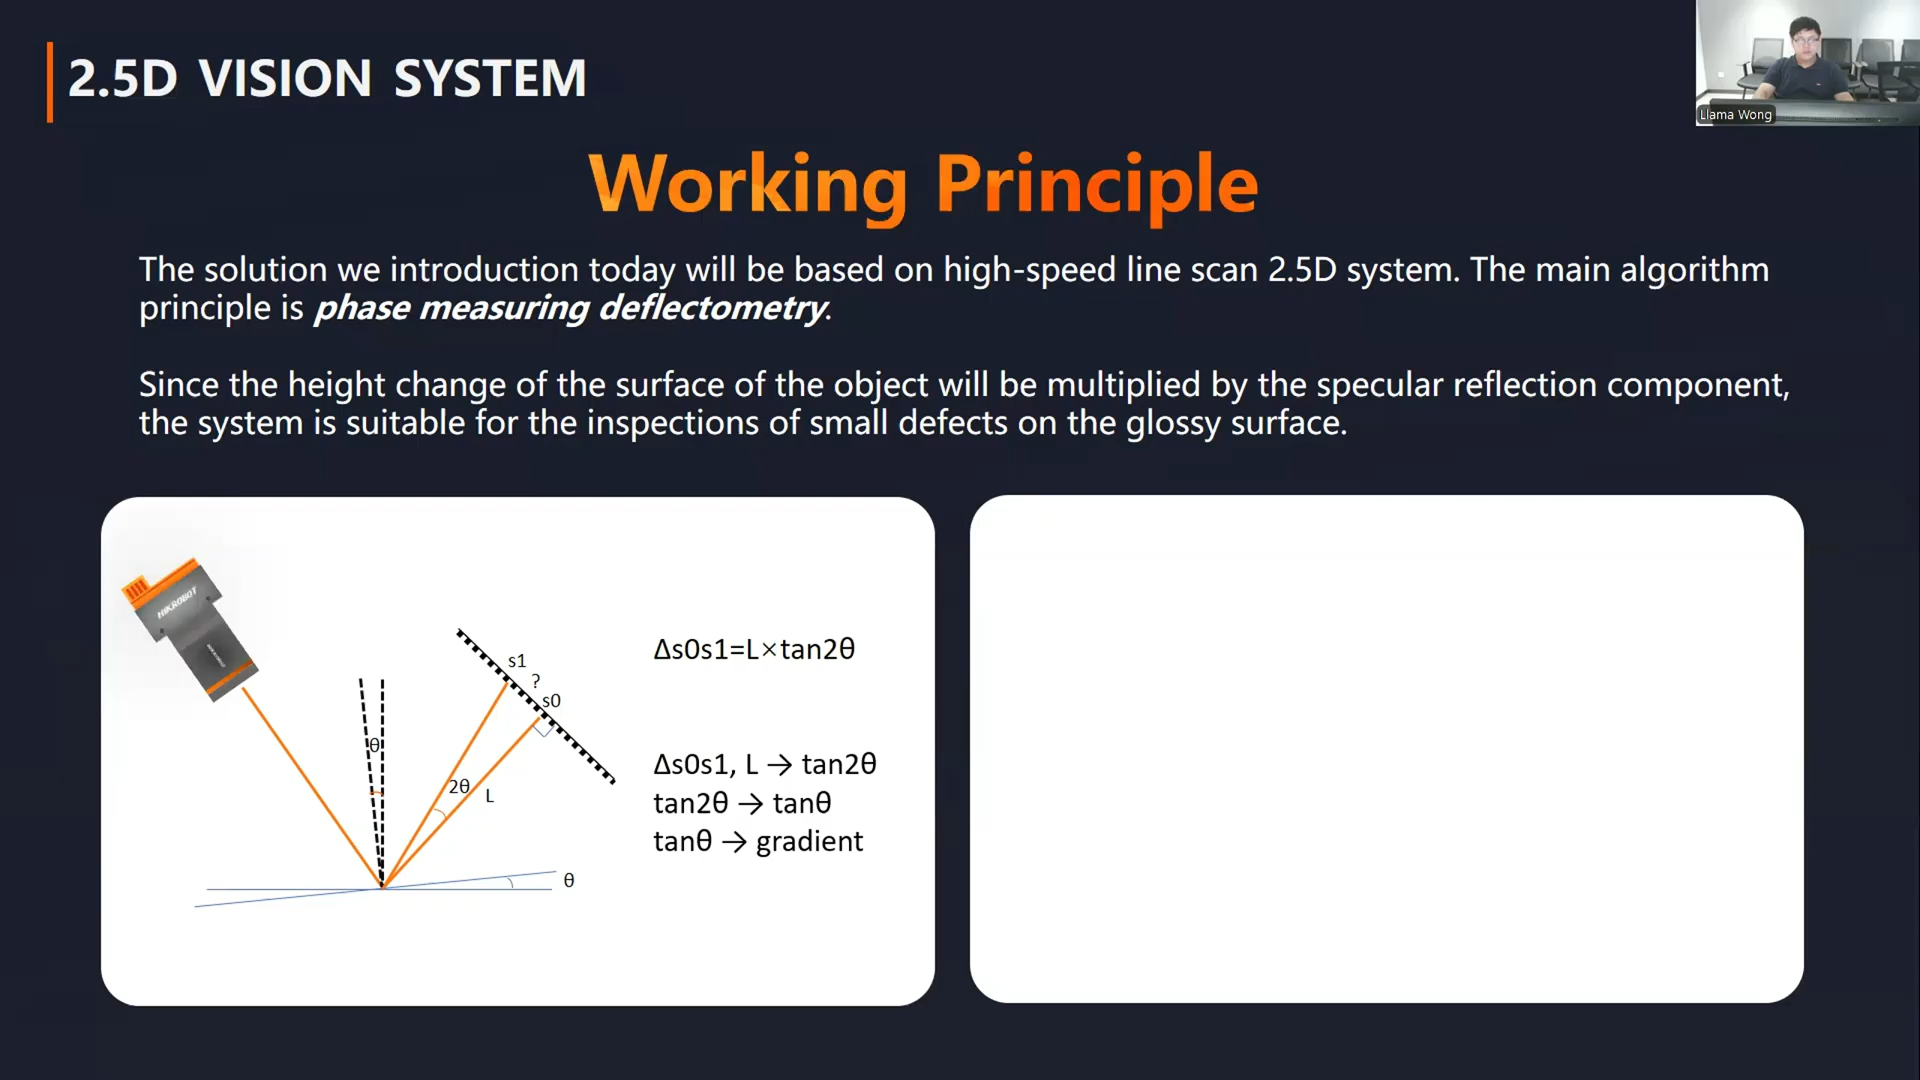 2.5D VISION SYSTEM
Llama Wong
Working Principle
The solution we introduction today will be based on high-speed line scan 2.5D system. The main algorithm
principle is phase measuring deflectometry.
Since the height change of the surface of the object will be multiplied by the specular reflection component,
the system is suitable for the inspections of small defects on the glossy surface.
HIKROBOT
s1
?
s0
θ
2θ
L
θ
Δs0s1=L×tan2θ
Δs0s1, L → tan2θ
tan2θ → tanθ
tanθ → gradient